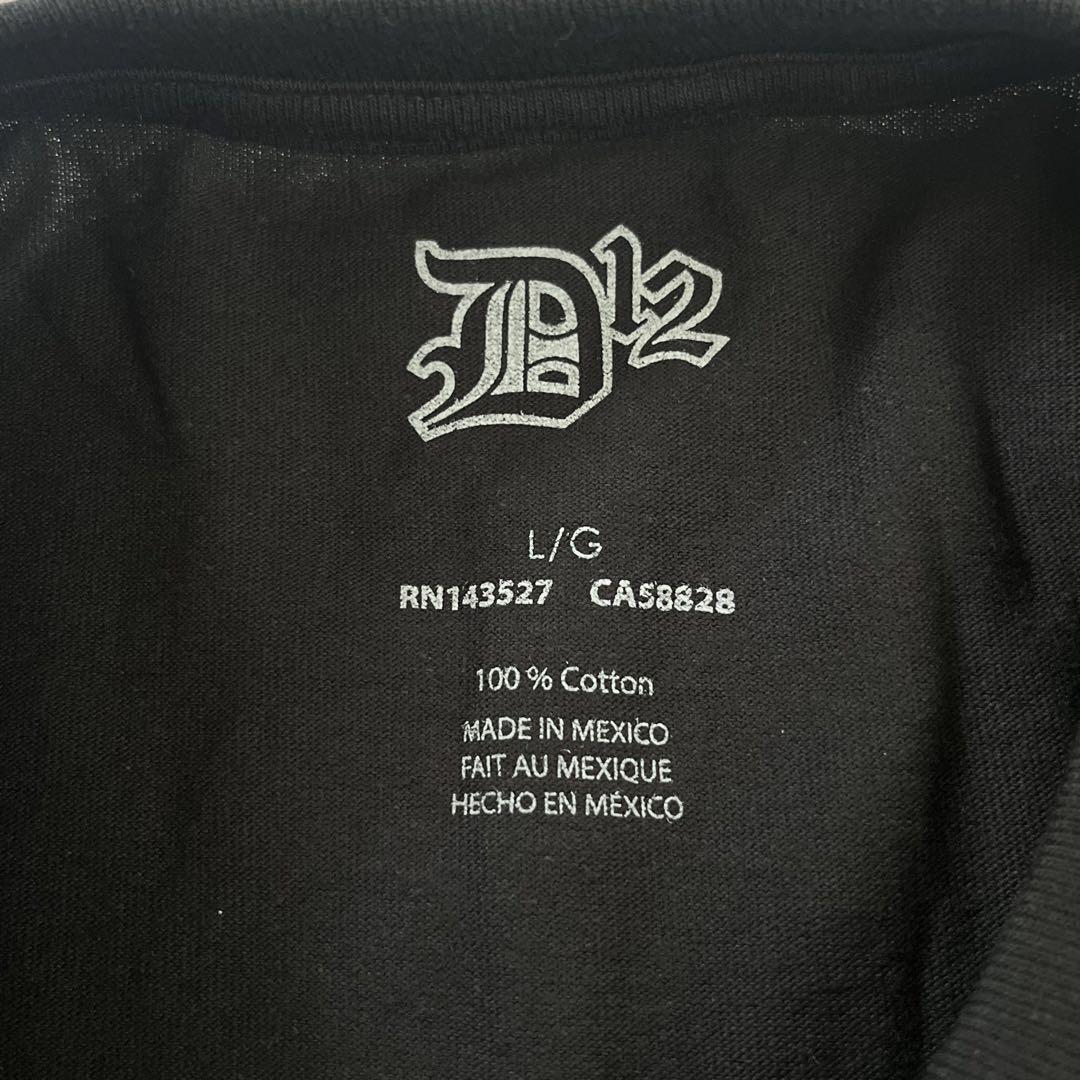 D12
L/G
RN143527 CA58828
100 % Cotton
MADE IN MEXICO
FAIT AU MEXIQUE
HECHO EN MÉXICO